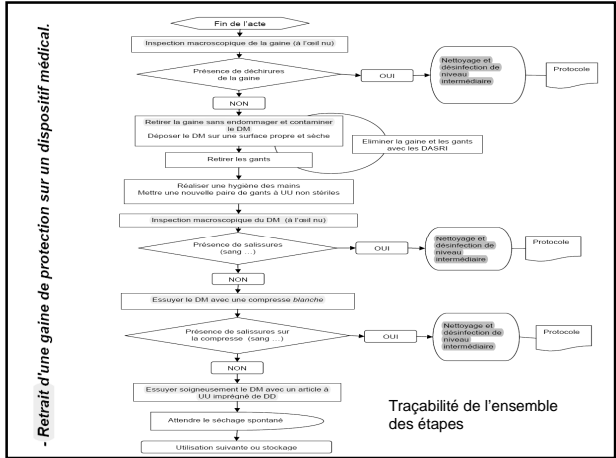 - Retrait d'une gaine de protection sur un dispositif médical.
Fin de l'acte
Inspection macroscopique de la gaine (à l'œil nu)
Présence de déchirures
de la gaine
OUI
Nettoyage et
désinfection de
niveau
intermédiaire
Protocole
NON
Retirer la gaine sans endommager et contaminer
le DM
Déposer le DM sur une surface propre et sèche
Eliminer la gaine et les gants
avec les DASRI
Retirer les gants
Réaliser une hygiène des mains
Mettre une nouvelle paire de gants à UU non stériles
Inspection macroscopique du DM (à l'œil nu)
Présence de salissures
(sang ...)
OUI
Nettoyage et
désinfection de
niveau
intermédiaire
Protocole
NON
Essuyer le DM avec une compresse blanche
Présence de salissures sur
la compresse (sang ...)
OUI
Nettoyage et
désinfection de
niveau
intermédiaire
Protocole
NON
Essuyer soigneusement le DM avec un article à
UU imprégné de DD
Attendre le séchage spontané
Utilisation suivante ou stockage
Traçabilité de l'ensemble
des étapes